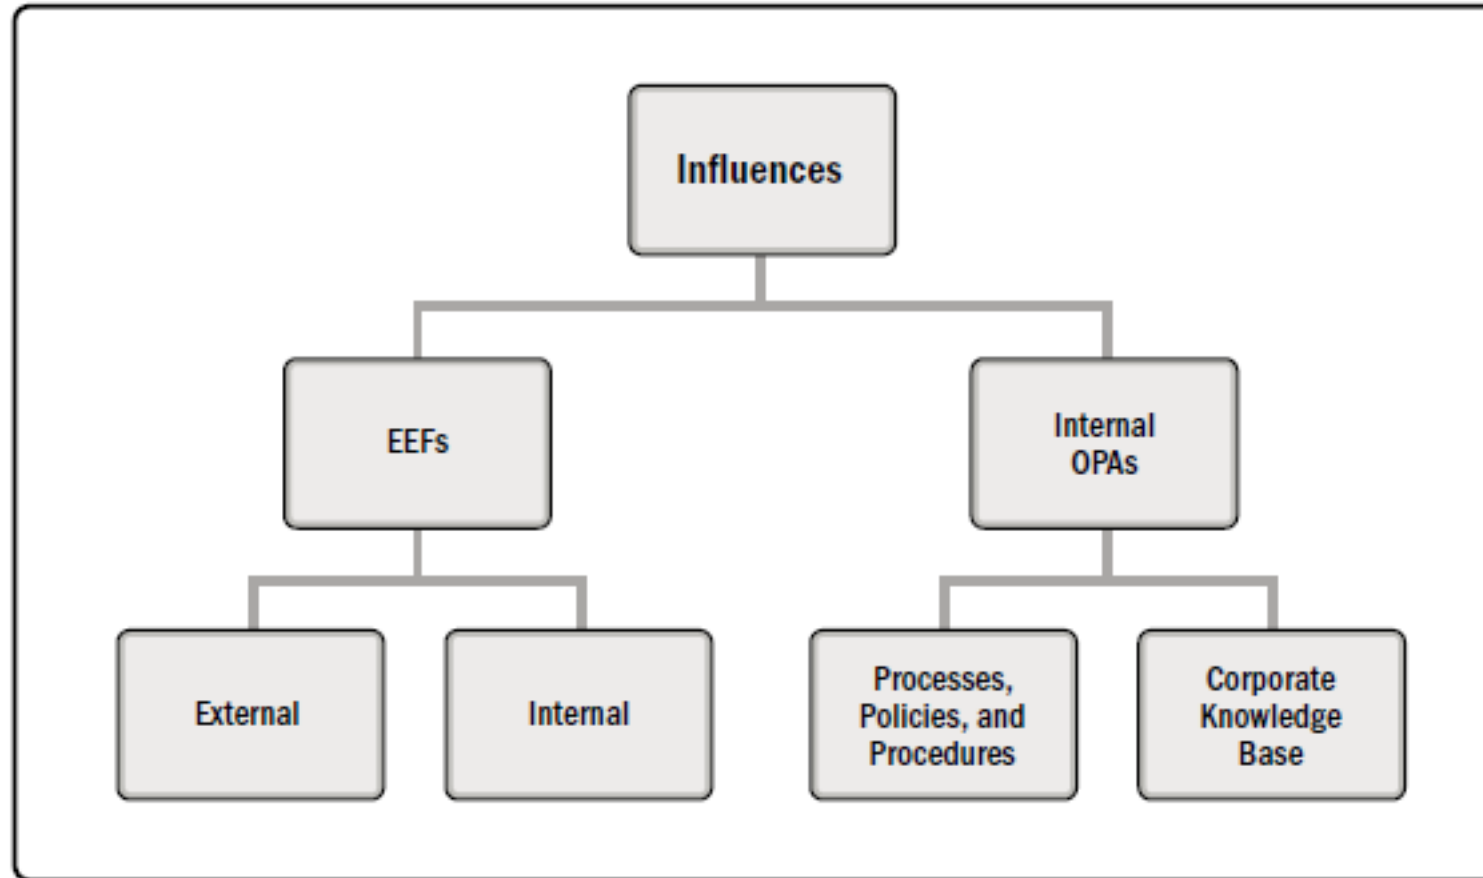 Influences
EEFs
Internal
OPAs
External
Internal
Processes,
Policies, and
Procedures
Corporate
Knowledge
Base